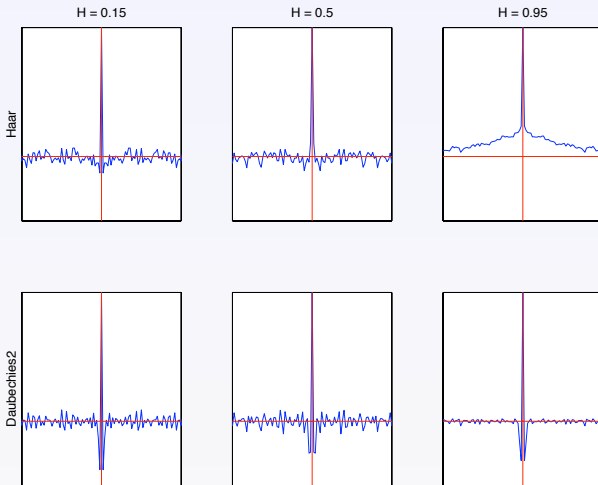 H = 0.15 H = 0.5 H = 0.95
Haar
Daubechies2